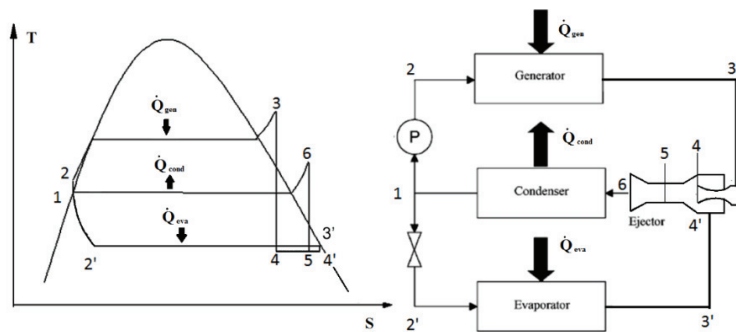 T
Q̇gen
3
6
Q̇cond
2
1
Q̇eva
3'
2'
4
5
4'
S
Q̇gen
2
Generator
3
P
Q̇cond
5
4
1
Condenser
6
Ejector
4'
Q̇eva
2'
Evaporator
3'